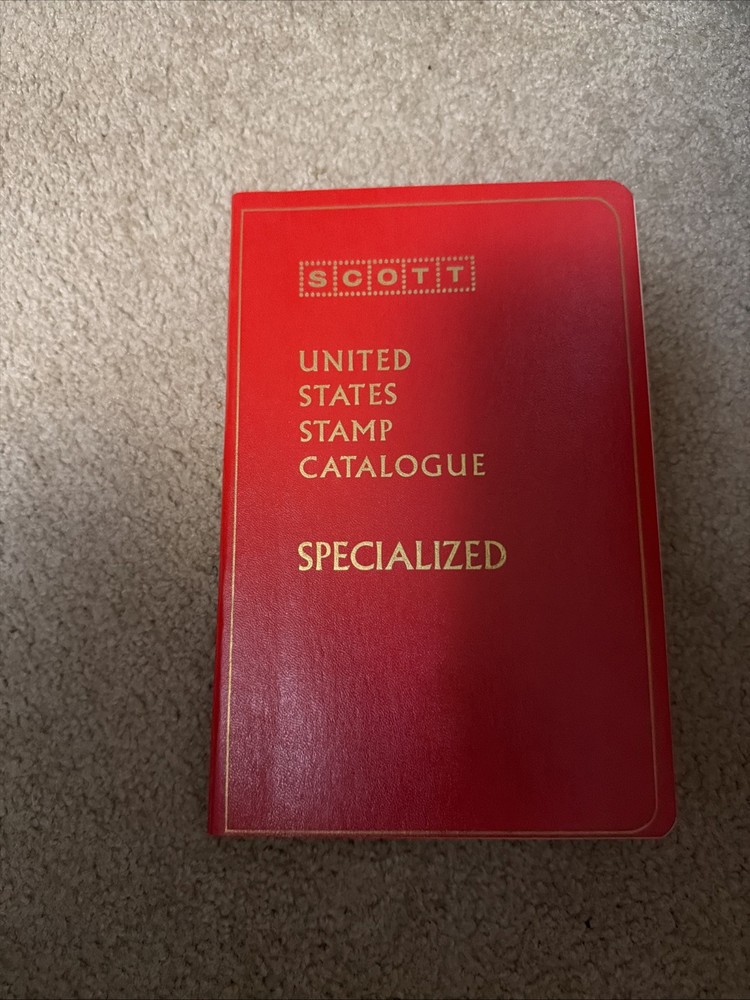 SCOTT
UNITED
STATES
STAMP
CATALOGUE
SPECIALIZED